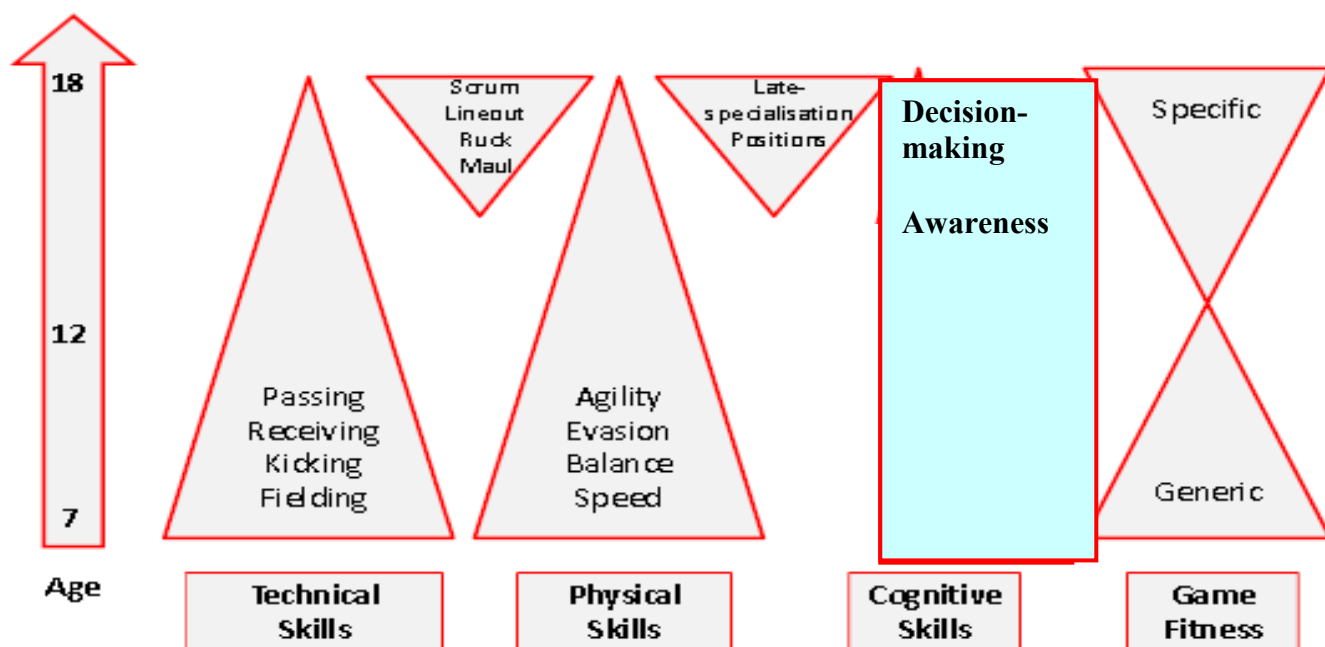 18
12
7
Age
Passing
Receiving
Kicking
Fielding
Technical
Skills
Scrum
Lineout
Ruck
Maul
Agility
Evasion
Balance
Speed
Physical
Skills
Late-
specialisation
Positions
Decision-
making
Awareness
Cognitive
Skills
Specific
Generic
Game
Fitness